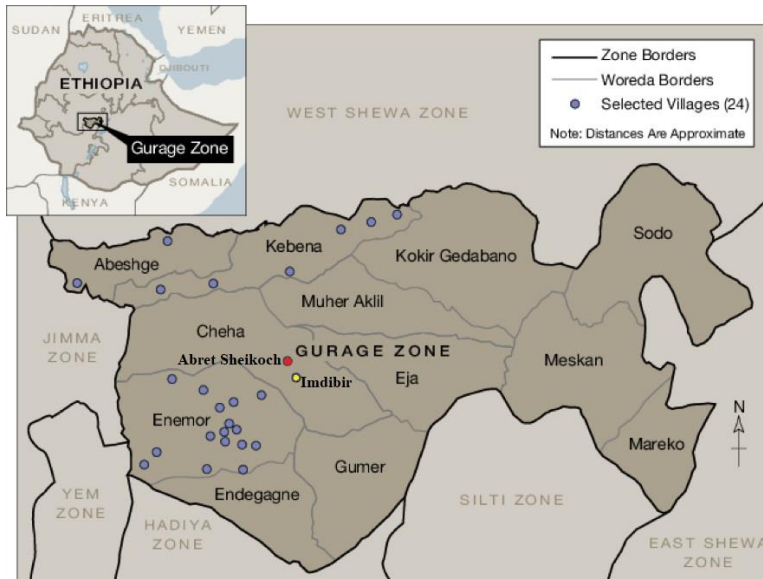 ERITREA
SUDAN
YEMEN
DJIBOUTI
ETHIOPIA
Gurage Zone
SOMALIA
KENYA
Zone Borders
Woreda Borders
Selected Villages (24)
Note: Distances Are Approximate
WEST SHEWA ZONE
Sodo
Kebena
Kokir Gedabano
Abeshge
Muher Aklil
JIMMA
ZONE
Cheha
GURAGE ZONE
Abret Sheikoch
Meskan
Imdibir
Eja
Enemor
N
Mareko
Gumer
Endegagne
YEM
ZONE
HADIYA
ZONE
SILTI ZONE
EAST SHEWA
ZONE